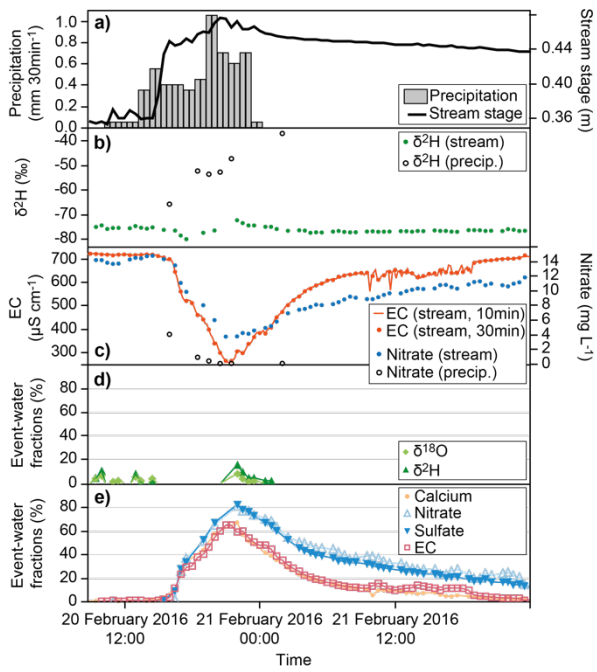 a)
Precipitation
(mm 30min⁻¹)
1.0
0.8
0.6
0.4
0.2
0.0
Stream stage
(m)
0.44
0.40
0.36
Precipitation
Stream stage
b)
δ²H (‰)
-40
-50
-60
-70
-80
δ²H (stream)
δ²H (precip.)
c)
EC
(µS cm⁻¹)
700
600
500
400
300
Nitrate
(mg L⁻¹)
14
12
10
8
6
4
2
0
EC (stream, 10min)
EC (stream, 30min)
Nitrate (stream)
Nitrate (precip.)
d)
Event-water
fractions (%)
80
60
40
20
0
δ¹⁸O
δ²H
e)
Event-water
fractions (%)
80
60
40
20
0
Calcium
Nitrate
Sulfate
EC
20 February 2016
12:00
21 February 2016
00:00
21 February 2016
12:00
Time